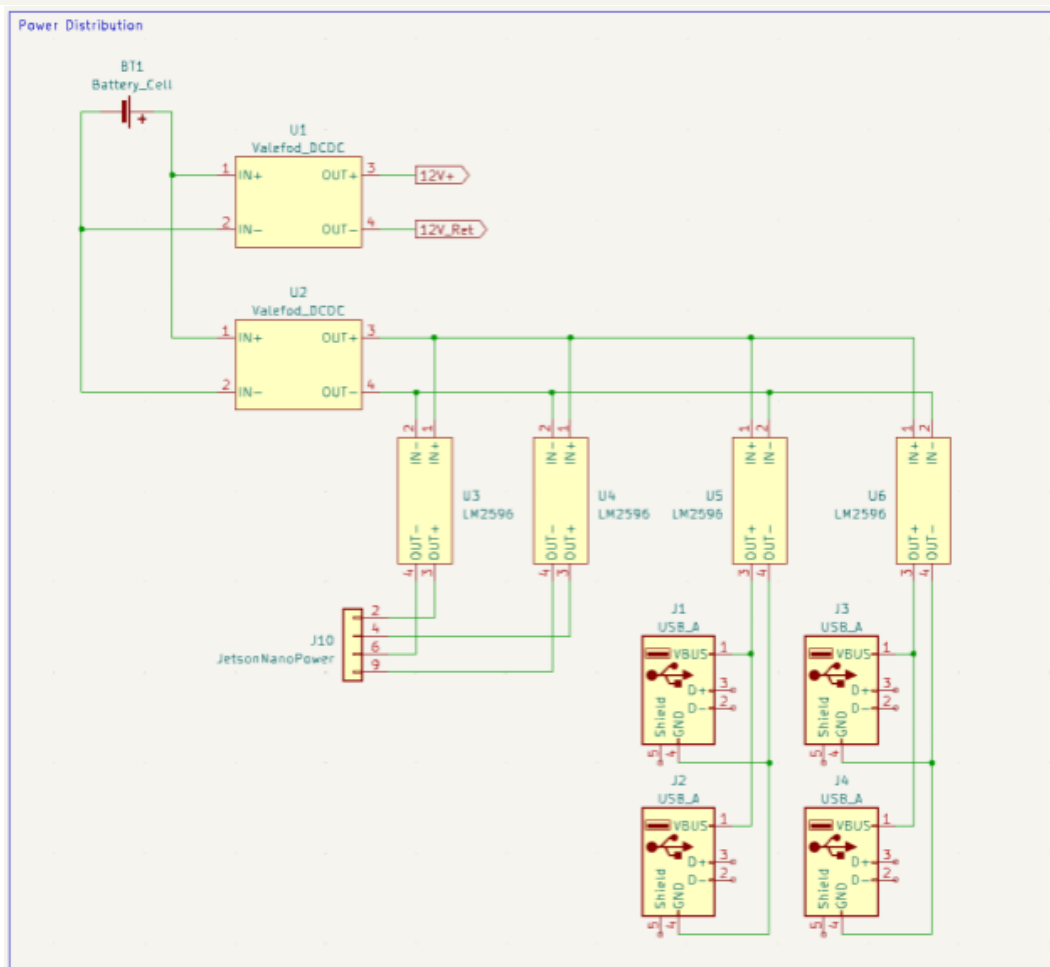 Power Distribution
BT1
Battery_Cell
+
U1
Valefod_DCDC
1 IN+ OUT+ 3 12V+
2 IN- OUT- 4 12V_Ret
U2
Valefod_DCDC
1 IN+ OUT+ 3
2 IN- OUT- 4
2 1 2 1 1 2 1 2
IN- IN+ IN- IN+ IN+ IN- IN+ IN-
U3 U4 U5 U6
LM2596 LM2596 LM2596 LM2596
OUT- OUT+ OUT- OUT+ OUT+ OUT- OUT+ OUT-
4 3 4 3 3 4 3 4
J10
JetsonNanoPower
2
4
6
9
J1
USB_A
VBUS 1
D+ 3
D- 2
Shield GND
5 4
J3
USB_A
VBUS 1
D+ 3
D- 2
Shield GND
5 4
J2
USB_A
VBUS 1
D+ 3
D- 2
Shield GND
5 4
J4
USB_A
VBUS 1
D+ 3
D- 2
Shield GND
5 4